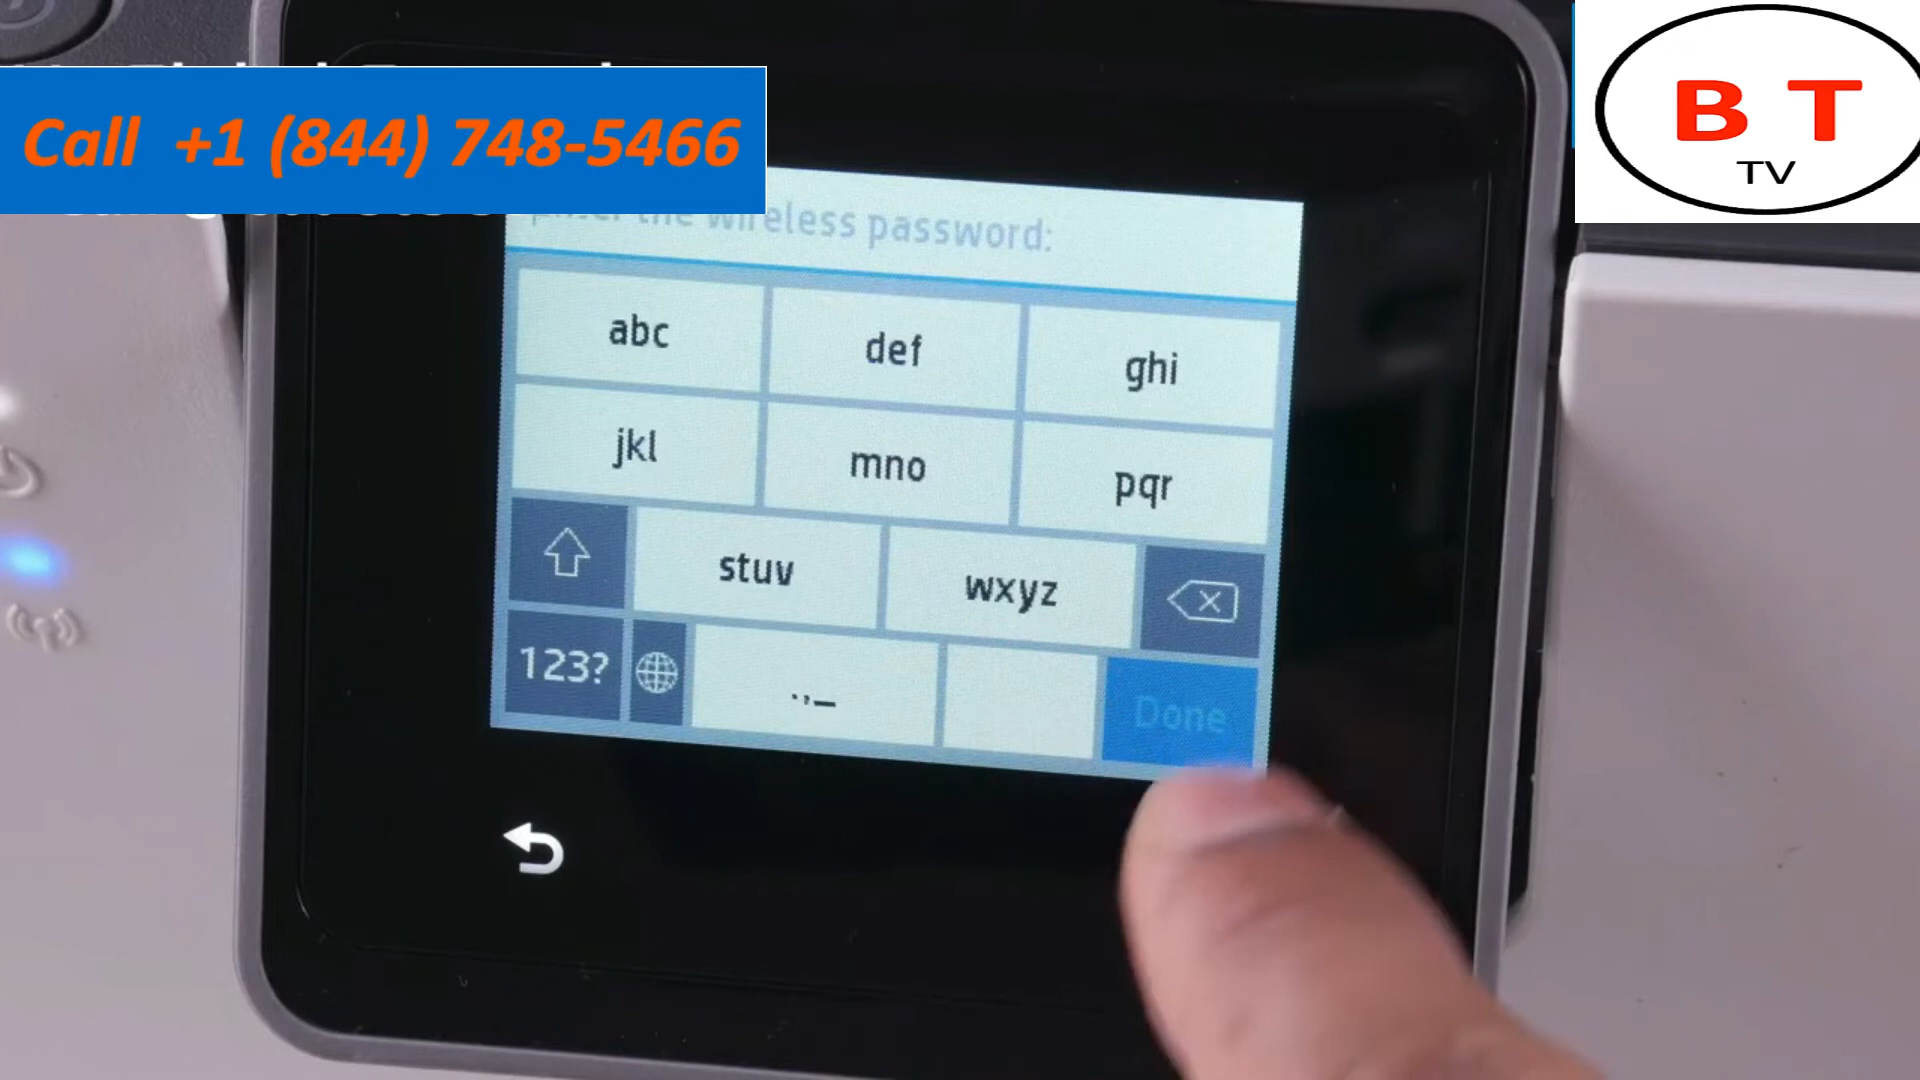 Call +1 (844) 748-5466
B T
TV
Enter the wireless password:
abc
def
ghi
jkl
mno
pqr
stuv
wxyz
123?
.,_
Done